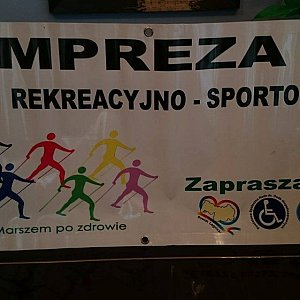 MPREZA
REKREACYJNO - SPORTO
Zaprasza
Marszem po zdrowie